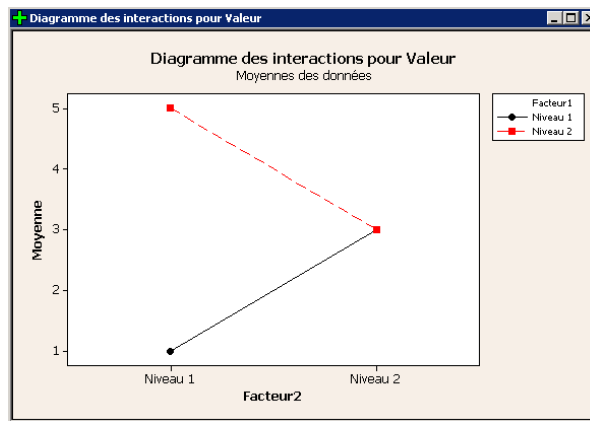 Diagramme des interactions pour Valeur
Diagramme des interactions pour Valeur
Moyennes des données
5
4
3
2
1
Moyenne
Niveau 1
Niveau 2
Facteur2
Facteur1
Niveau 1
Niveau 2